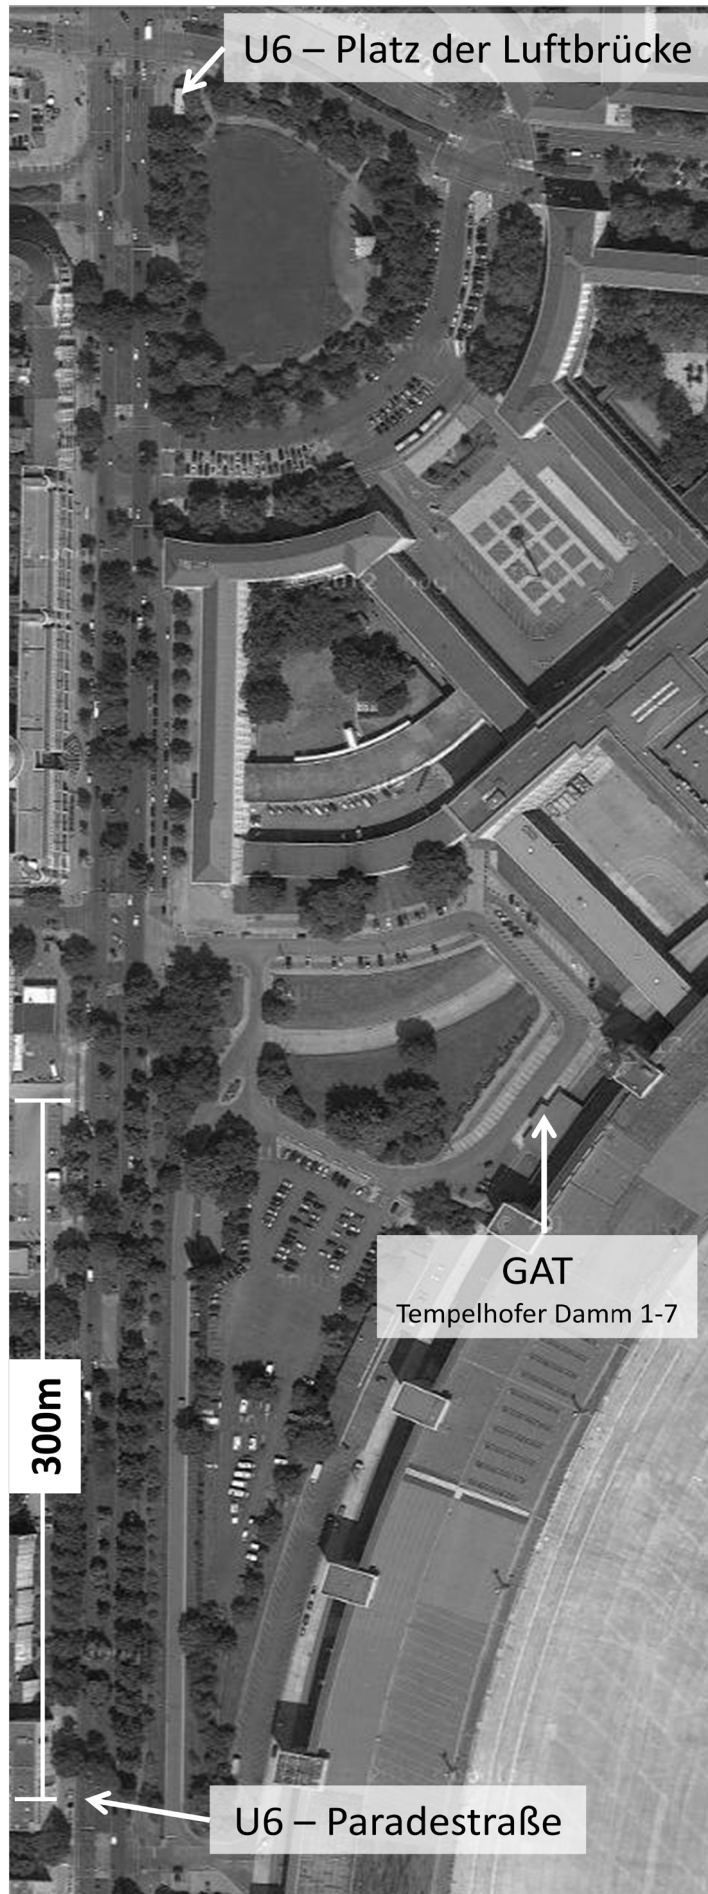 U6 – Platz der Luftbrücke
GAT
Tempelhofer Damm 1-7
300m
U6 – Paradestraße